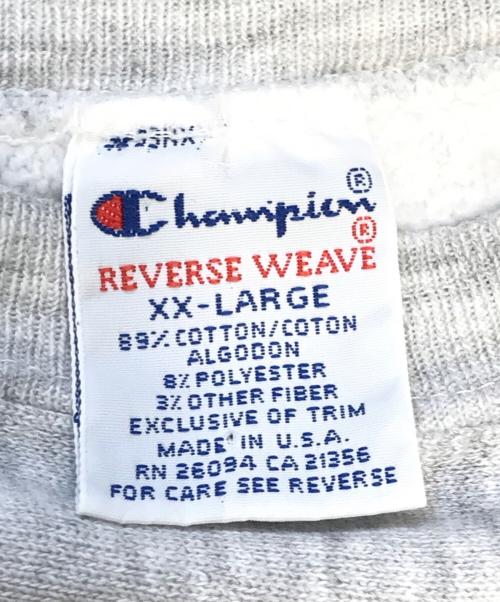 Champion®
REVERSE WEAVE®
XX-LARGE
89% COTTON/COTON
ALGODON
8% POLYESTER
3% OTHER FIBER
EXCLUSIVE OF TRIM
MADE IN U.S.A.
RN 26094 CA 21356
FOR CARE SEE REVERSE